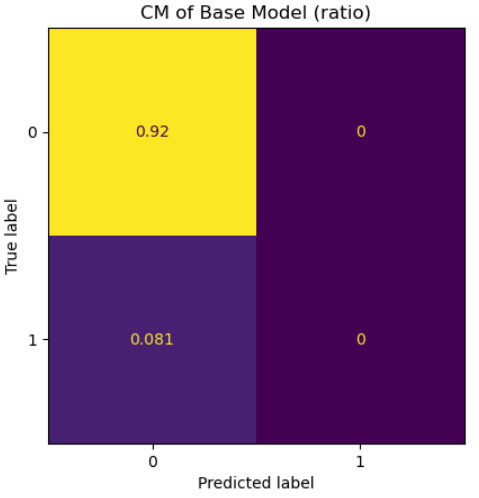 CM of Base Model (ratio)
True label
0
0.92
0
1
0.081
0
0
1
Predicted label